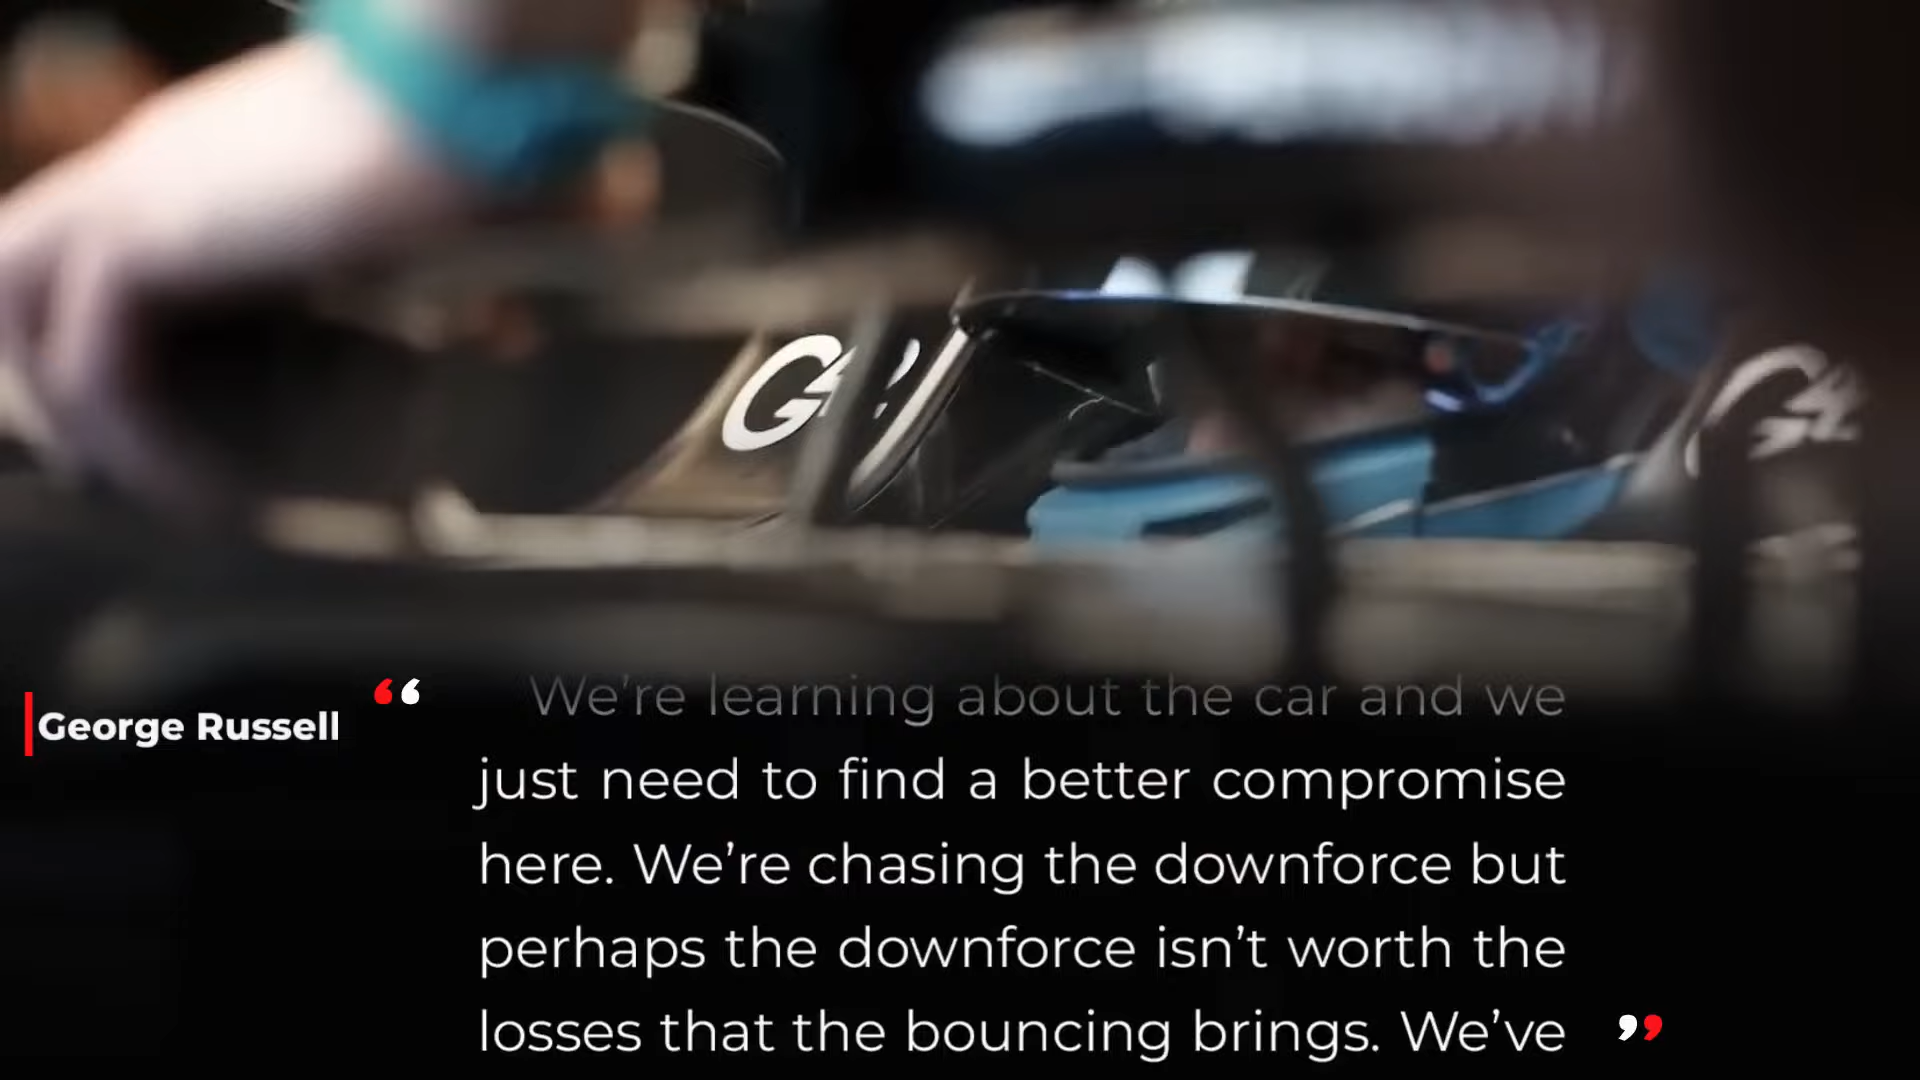 George Russell
“ We’re learning about the car and we
just need to find a better compromise
here. We’re chasing the downforce but
perhaps the downforce isn’t worth the
losses that the bouncing brings. We’ve ”